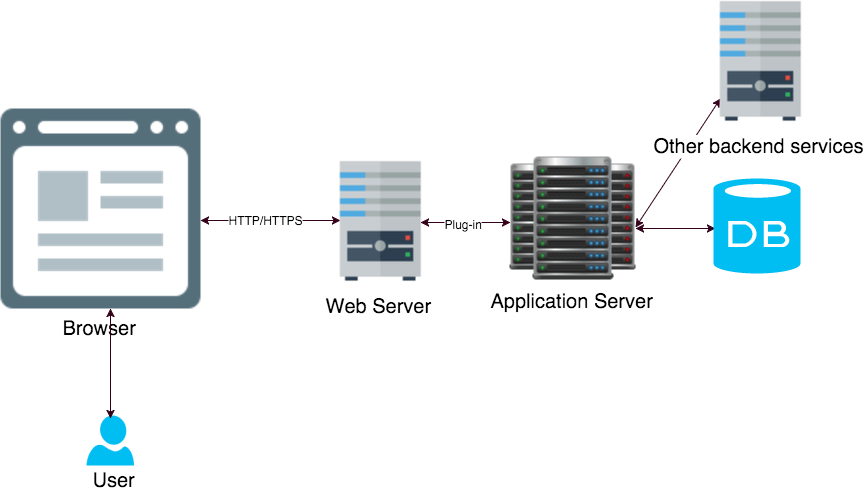 Other backend services
HTTP/HTTPS
Plug-in
DB
Web Server
Application Server
Browser
User